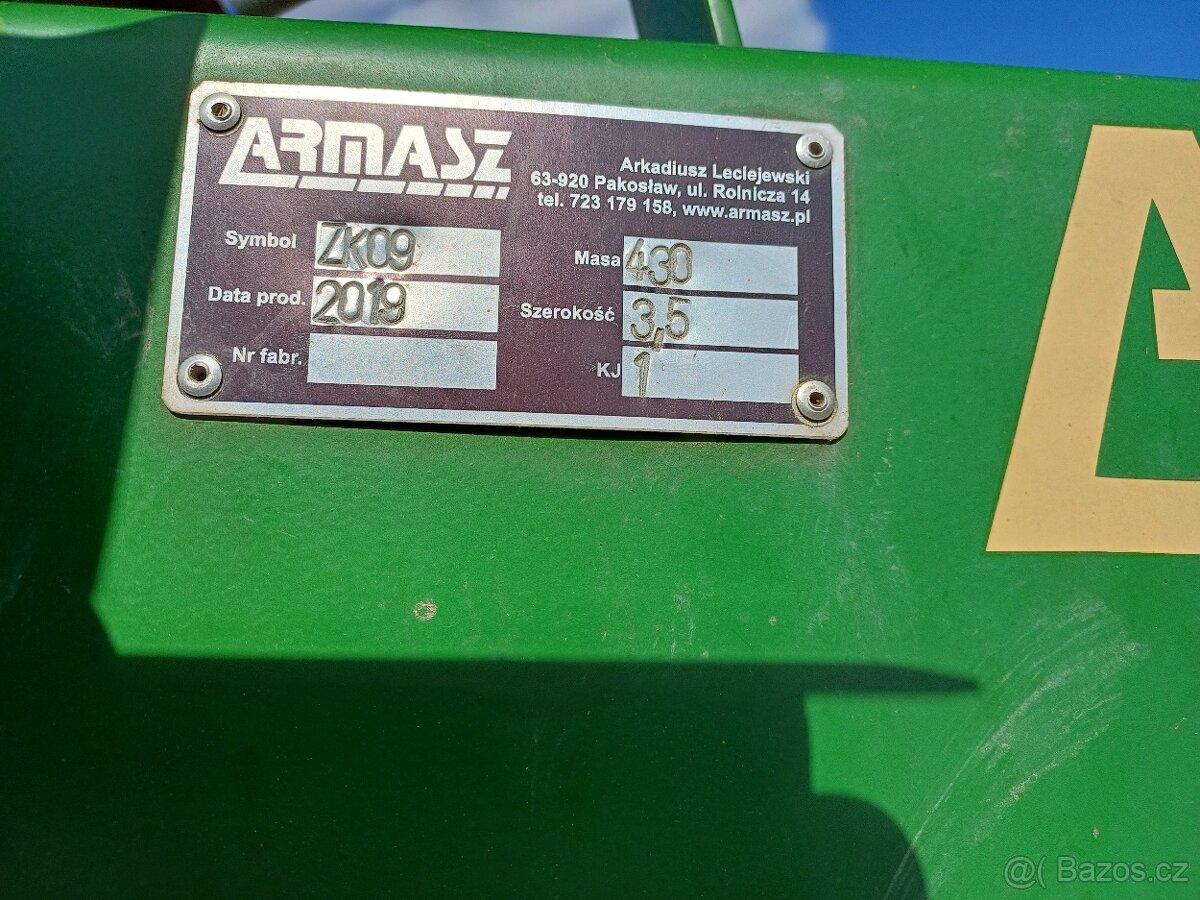 ARMASZ
Arkadiusz Leciejewski
63-920 Pakosław, ul. Rolnicza 14
tel. 723 179 158, www.armasz.pl
Symbol ZK09
Masa 430
Data prod. 2019
Szerokość 3,5
Nr fabr.
KJ 1
@( Bazos.cz